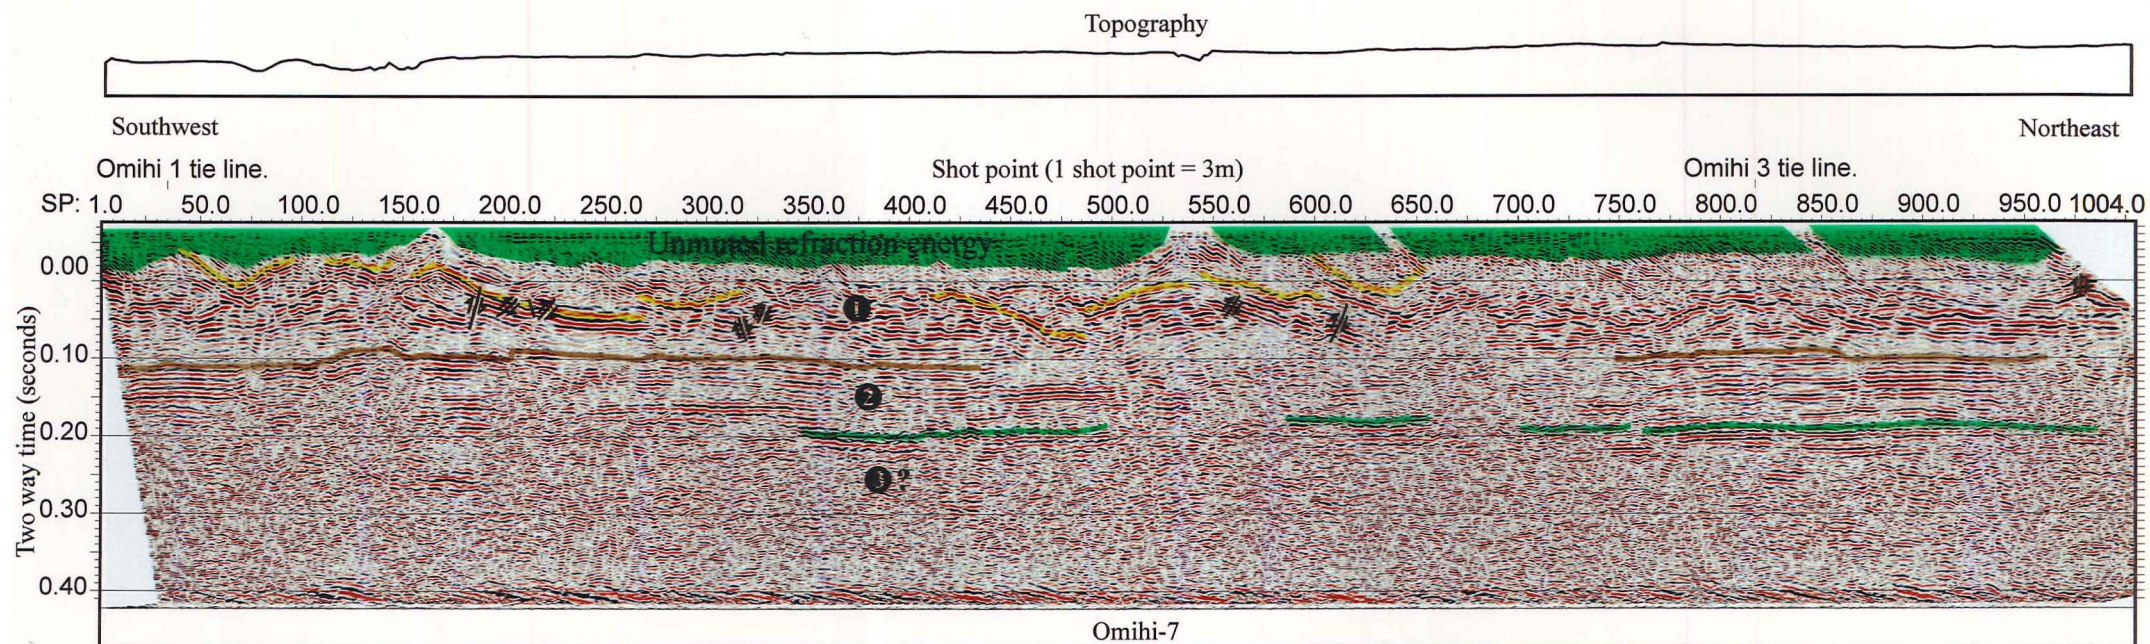 Topography
Southwest
Northeast
Omihi 1 tie line.
Shot point (1 shot point = 3m)
Omihi 3 tie line.
SP: 1.0 50.0 100.0 150.0 200.0 250.0 300.0 350.0 400.0 450.0 500.0 550.0 600.0 650.0 700.0 750.0 800.0 850.0 900.0 950.0 1004.0
Unmuted refraction energy
0.00
1
0.10
2
0.20
3 ?
0.30
0.40
Two way time (seconds)
Omihi-7